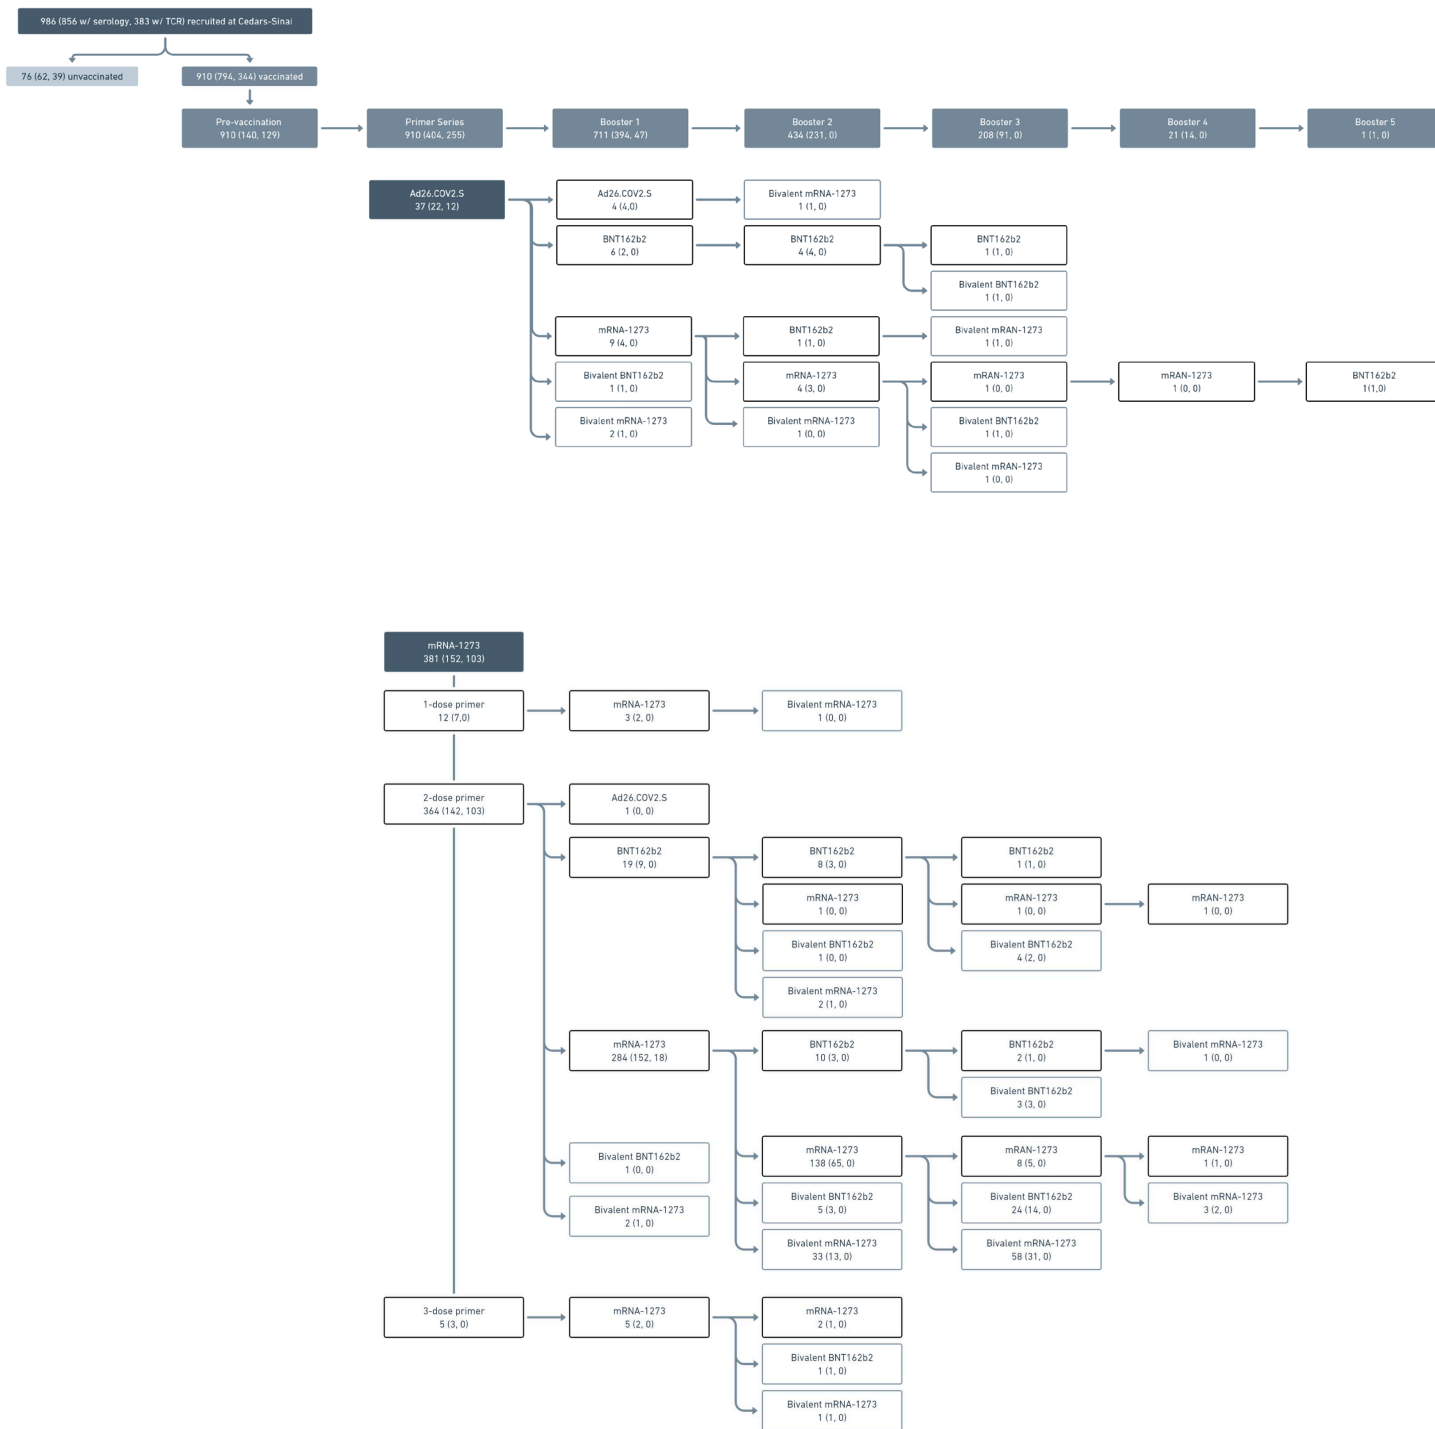 986 (856 w/ serology, 383 w/ TCR) recruited at Cedars-Sinai
76 (62, 39) unvaccinated
910 (794, 344) vaccinated
Pre-vaccination
910 (140, 129)
Primer Series
910 (404, 255)
Booster 1
711 (394, 47)
Booster 2
434 (231, 0)
Booster 3
208 (91, 0)
Booster 4
21 (14, 0)
Booster 5
1 (1, 0)
Ad26.COV2.S
37 (22, 12)
Ad26.COV2.S
4 (4,0)
Bivalent mRNA-1273
1 (1, 0)
BNT162b2
6 (2, 0)
BNT162b2
4 (4, 0)
BNT162b2
1 (1, 0)
Bivalent BNT162b2
1 (1, 0)
mRNA-1273
9 (4, 0)
BNT162b2
1 (1, 0)
Bivalent mRAN-1273
1 (1, 0)
Bivalent BNT162b2
1 (1, 0)
mRNA-1273
4 (3, 0)
mRAN-1273
1 (0, 0)
mRAN-1273
1 (0, 0)
BNT162b2
1(1,0)
Bivalent mRNA-1273
2 (1, 0)
Bivalent mRNA-1273
1 (0, 0)
Bivalent BNT162b2
1 (1, 0)
Bivalent mRAN-1273
1 (0, 0)
mRNA-1273
381 (152, 103)
1-dose primer
12 (7,0)
mRNA-1273
3 (2, 0)
Bivalent mRNA-1273
1 (0, 0)
2-dose primer
364 (142, 103)
Ad26.COV2.S
1 (0, 0)
BNT162b2
19 (9, 0)
BNT162b2
8 (3, 0)
BNT162b2
1 (1, 0)
mRNA-1273
1 (0, 0)
mRAN-1273
1 (0, 0)
mRAN-1273
1 (0, 0)
Bivalent BNT162b2
1 (0, 0)
Bivalent BNT162b2
4 (2, 0)
Bivalent mRNA-1273
2 (1, 0)
mRNA-1273
284 (152, 18)
BNT162b2
10 (3, 0)
BNT162b2
2 (1, 0)
Bivalent mRNA-1273
1 (0, 0)
Bivalent BNT162b2
3 (3, 0)
Bivalent BNT162b2
1 (0, 0)
mRNA-1273
138 (65, 0)
mRAN-1273
8 (5, 0)
mRAN-1273
1 (1, 0)
Bivalent mRNA-1273
2 (1, 0)
Bivalent BNT162b2
5 (3, 0)
Bivalent BNT162b2
24 (14, 0)
Bivalent mRNA-1273
3 (2, 0)
Bivalent mRNA-1273
33 (13, 0)
Bivalent mRNA-1273
58 (31, 0)
3-dose primer
5 (3, 0)
mRNA-1273
5 (2, 0)
mRNA-1273
2 (1, 0)
Bivalent BNT162b2
1 (1, 0)
Bivalent mRNA-1273
1 (1, 0)